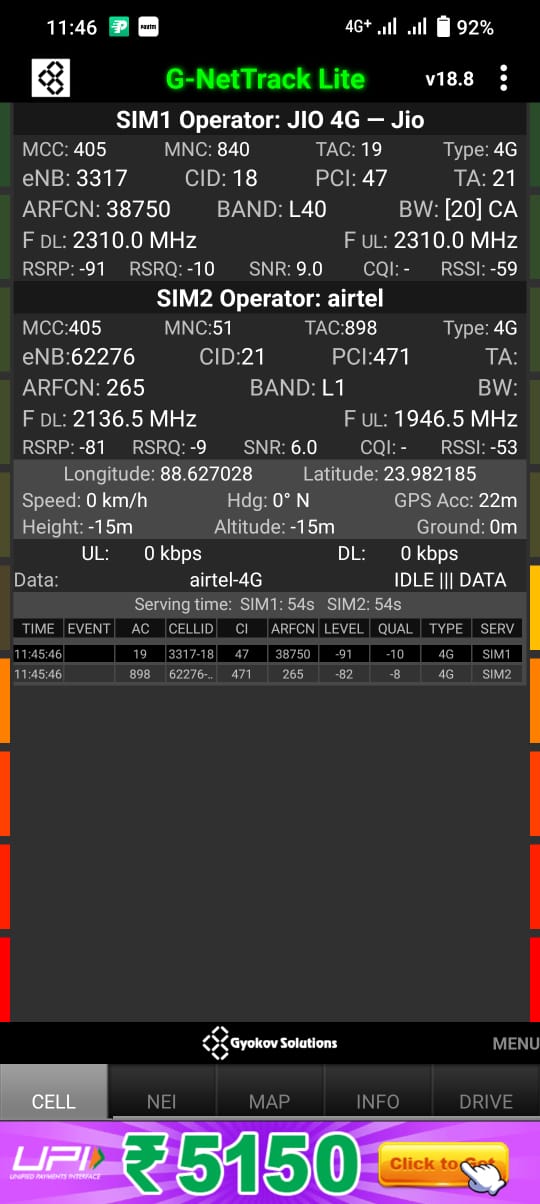 11:46 paytm 4G+ 92%
G-NetTrack Lite v18.8
SIM1 Operator: JIO 4G — Jio
MCC: 405 MNC: 840 TAC: 19 Type: 4G
eNB: 3317 CID: 18 PCI: 47 TA: 21
ARFCN: 38750 BAND: L40 BW: [20] CA
F DL: 2310.0 MHz F UL: 2310.0 MHz
RSRP: -91 RSRQ: -10 SNR: 9.0 CQI: - RSSI: -59
SIM2 Operator: airtel
MCC:405 MNC:51 TAC:898 Type: 4G
eNB:62276 CID:21 PCI:471 TA:
ARFCN: 265 BAND: L1 BW:
F DL: 2136.5 MHz F UL: 1946.5 MHz
RSRP: -81 RSRQ: -9 SNR: 6.0 CQI: - RSSI: -53
Longitude: 88.627028 Latitude: 23.982185
Speed: 0 km/h Hdg: 0° N GPS Acc: 22m
Height: -15m Altitude: -15m Ground: 0m
UL: 0 kbps DL: 0 kbps
Data: airtel-4G IDLE ||| DATA
Serving time: SIM1: 54s SIM2: 54s
TIME EVENT AC CELLID CI ARFCN LEVEL QUAL TYPE SERV
11:45:46 19 3317-18 47 38750 -91 -10 4G SIM1
11:45:46 898 62276-.. 471 265 -82 -8 4G SIM2
Gyokov Solutions MENU
CELL NEI MAP INFO DRIVE
UPI ₹5150 Click to Get
UNIFIED PAYMENTS INTERFACE